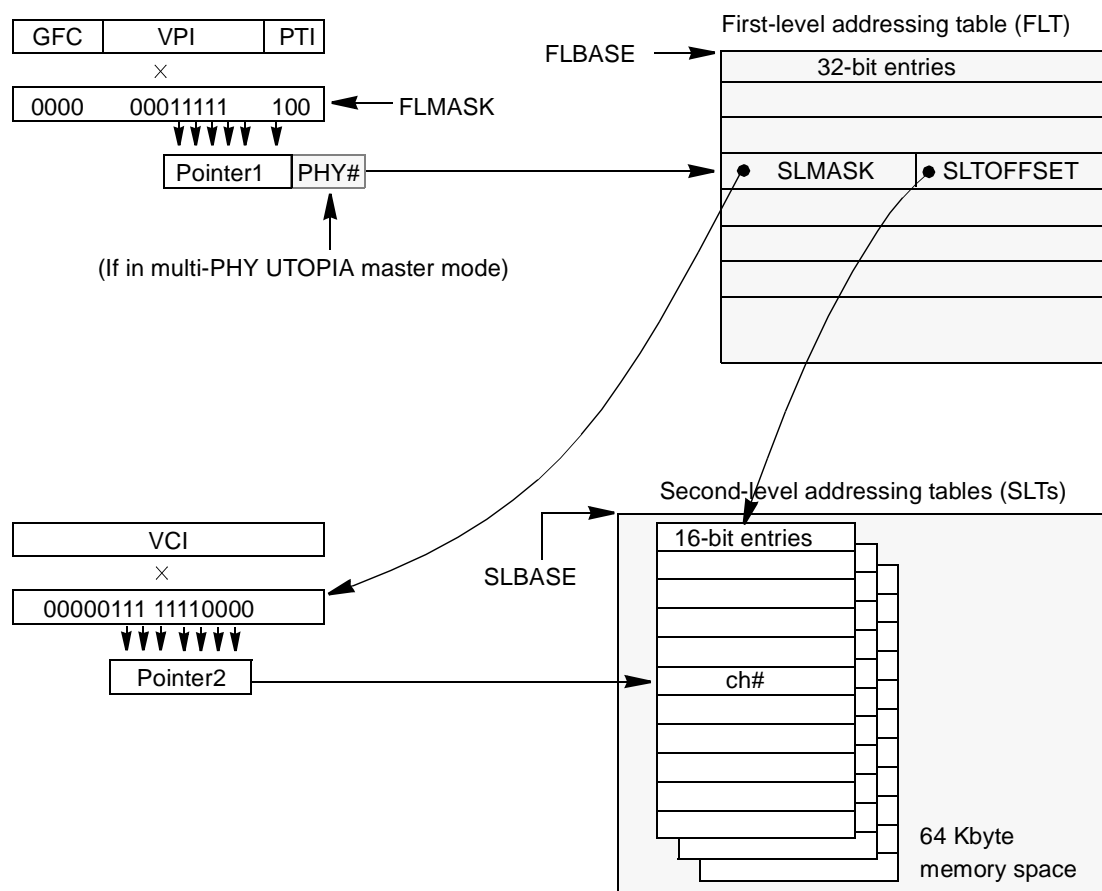 First-level addressing table (FLT)
GFC VPI PTI
FLBASE
×
32-bit entries
0000 00011111 100
FLMASK
Pointer1 PHY#
SLMASK SLTOFFSET
(If in multi-PHY UTOPIA master mode)
Second-level addressing tables (SLTs)
VCI
16-bit entries
×
SLBASE
00000111 11110000
Pointer2
ch#
64 Kbyte
memory space